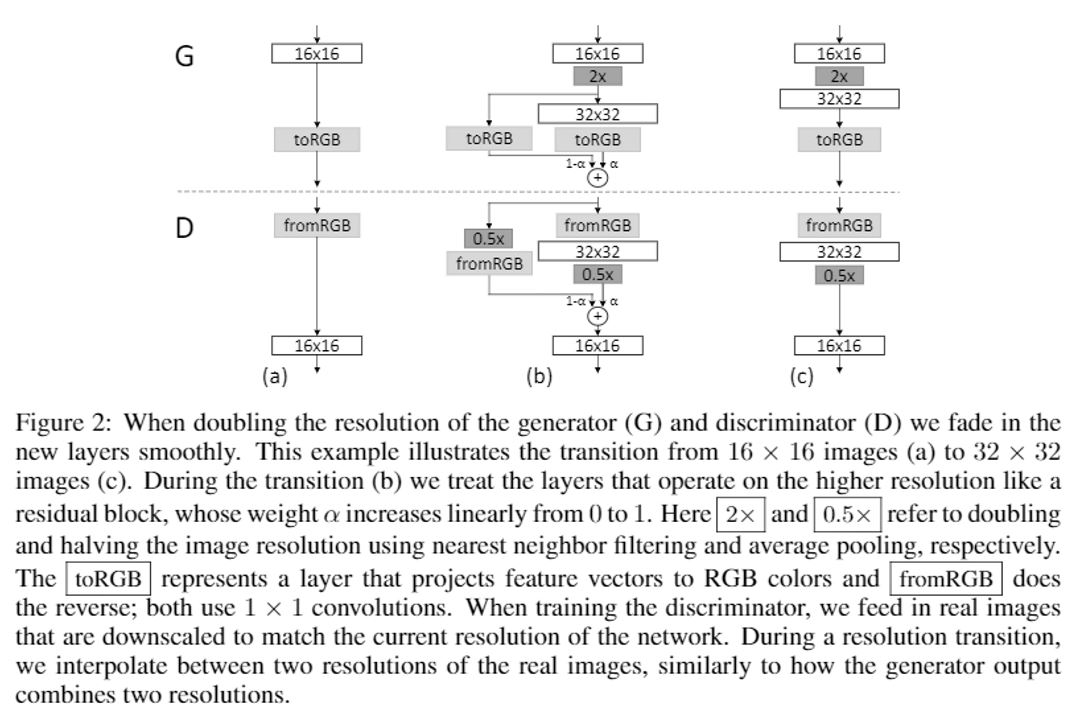 G
16x16
toRGB
16x16
2x
32x32
toRGB
toRGB
1-α
α
+
16x16
2x
32x32
toRGB
D
fromRGB
16x16
(a)
fromRGB
0.5x
32x32
fromRGB
0.5x
1-α
α
+
16x16
(b)
fromRGB
32x32
0.5x
16x16
(c)
Figure 2: When doubling the resolution of the generator (G) and discriminator (D) we fade in the
new layers smoothly. This example illustrates the transition from 16 × 16 images (a) to 32 × 32
images (c). During the transition (b) we treat the layers that operate on the higher resolution like a
residual block, whose weight α increases linearly from 0 to 1. Here 2× and 0.5× refer to doubling
and halving the image resolution using nearest neighbor filtering and average pooling, respectively.
The toRGB represents a layer that projects feature vectors to RGB colors and fromRGB does
the reverse; both use 1 × 1 convolutions. When training the discriminator, we feed in real images
that are downscaled to match the current resolution of the network. During a resolution transition,
we interpolate between two resolutions of the real images, similarly to how the generator output
combines two resolutions.